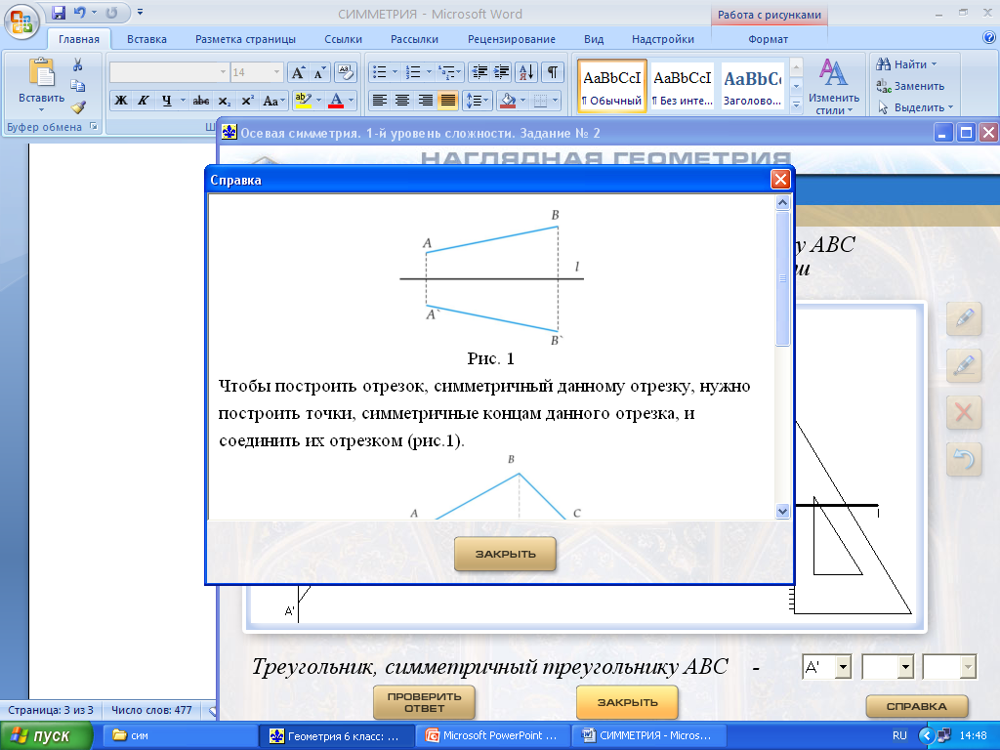 СИММЕТРИЯ - Microsoft Word
Работа с рисунками
Главная Вставка Разметка страницы Ссылки Рассылки Рецензирование Вид Надстройки Формат
Вставить
Буфер обмена
14
Ж К Ч abc x₂ x² Aa
AaBbCcI AaBbCcI AaBbCc
¶ Обычный ¶ Без инте... Заголово...
Изменить стили
Найти
Заменить
Выделить
Осевая симметрия. 1-й уровень сложности. Задание № 2
НАГЛЯДНАЯ ГЕОМЕТРИЯ
у ABC
ш
Справка
A
B
l
A`
B`
Рис. 1
Чтобы построить отрезок, симметричный данному отрезку, нужно
построить точки, симметричные концам данного отрезка, и
соединить их отрезком (рис.1).
B
A
C
ЗАКРЫТЬ
l
A'
Треугольник, симметричный треугольнику ABC - A'
ПРОВЕРИТЬ ОТВЕТ
ЗАКРЫТЬ
СПРАВКА
Страница: 3 из 3 Число слов: 477
пуск
сим
Геометрия 6 класс: ...
Microsoft PowerPoint ...
СИММЕТРИЯ - Micros...
RU
14:48